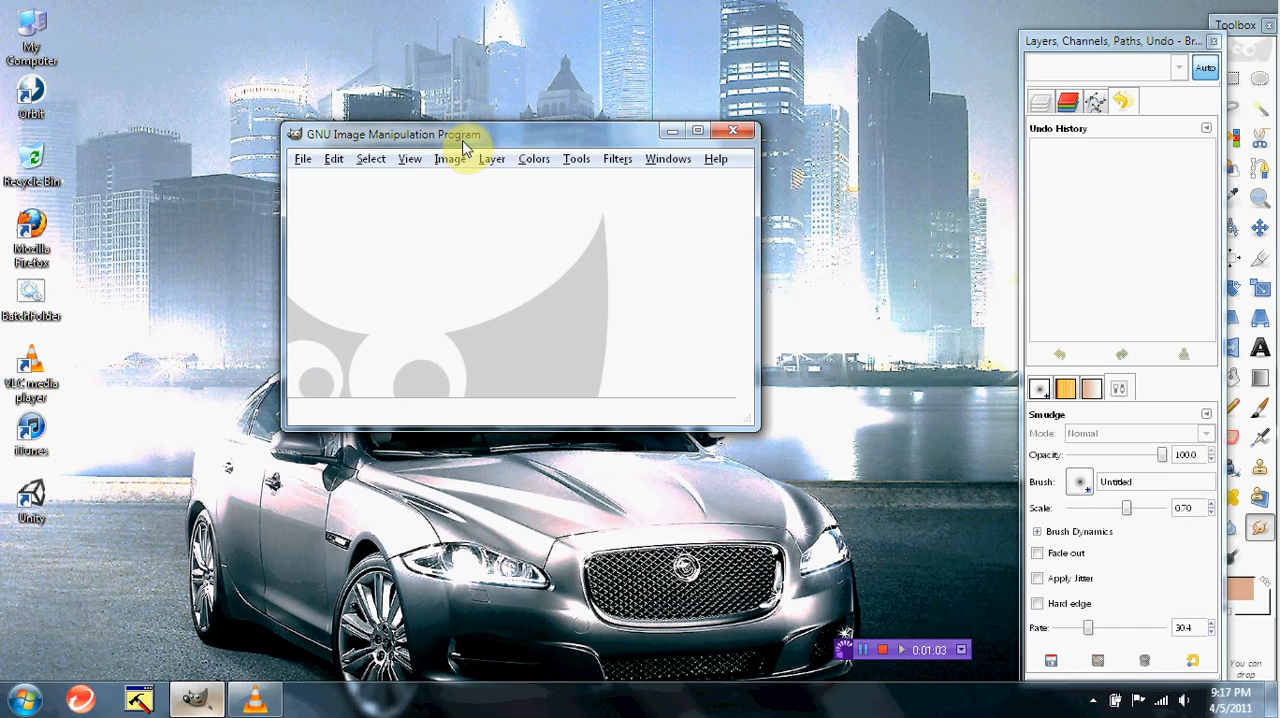 My
Computer
Orbit
Recycle Bin
Mozilla
Firefox
BatchFolder
VLC media
player
iTunes
Unity
GNU Image Manipulation Program
File Edit Select View Image Layer Colors Tools Filters Windows Help
Layers, Channels, Paths, Undo - Br...
Auto
Undo History
Smudge
Mode: Normal
Opacity: 100.0
Brush: Untitled
Scale: 0.70
Brush Dynamics
Fade out
Apply Jitter
Hard edge
Rate: 30.4
Toolbox
You can
drop
0:01:03
9:17 PM
4/5/2011